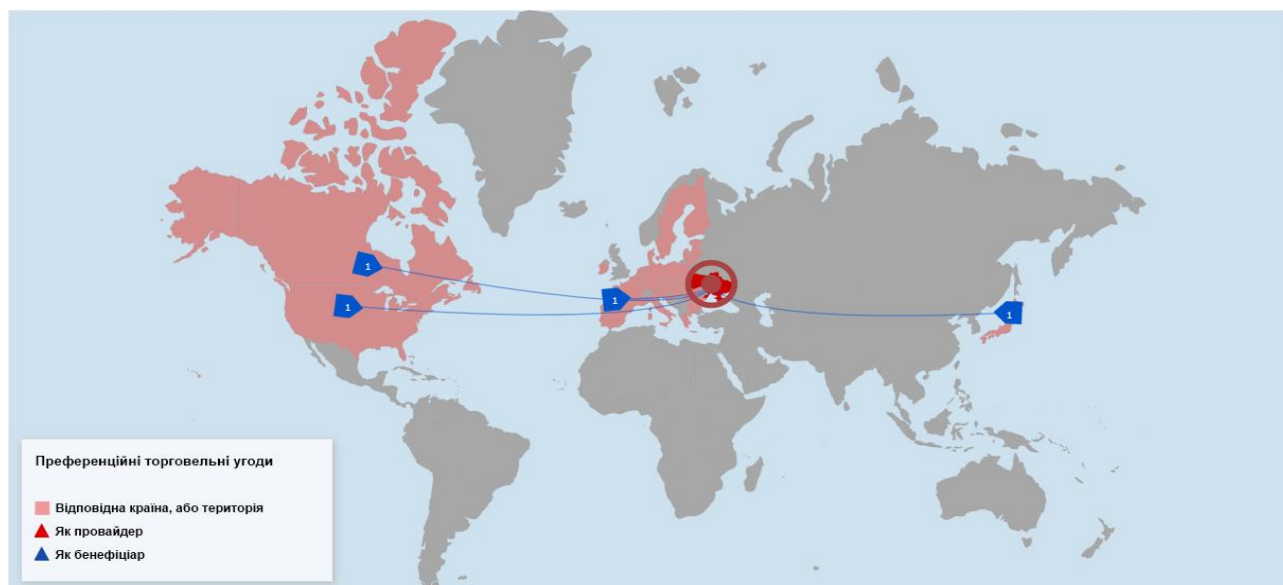 1
1
1
1
Преференційні торговельні угоди
Відповідна країна, або територія
Як провайдер
Як бенефіціар